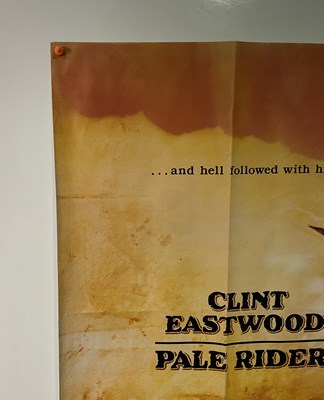 ...and hell followed with h
CLINT
EASTWOOD
PALE RIDER